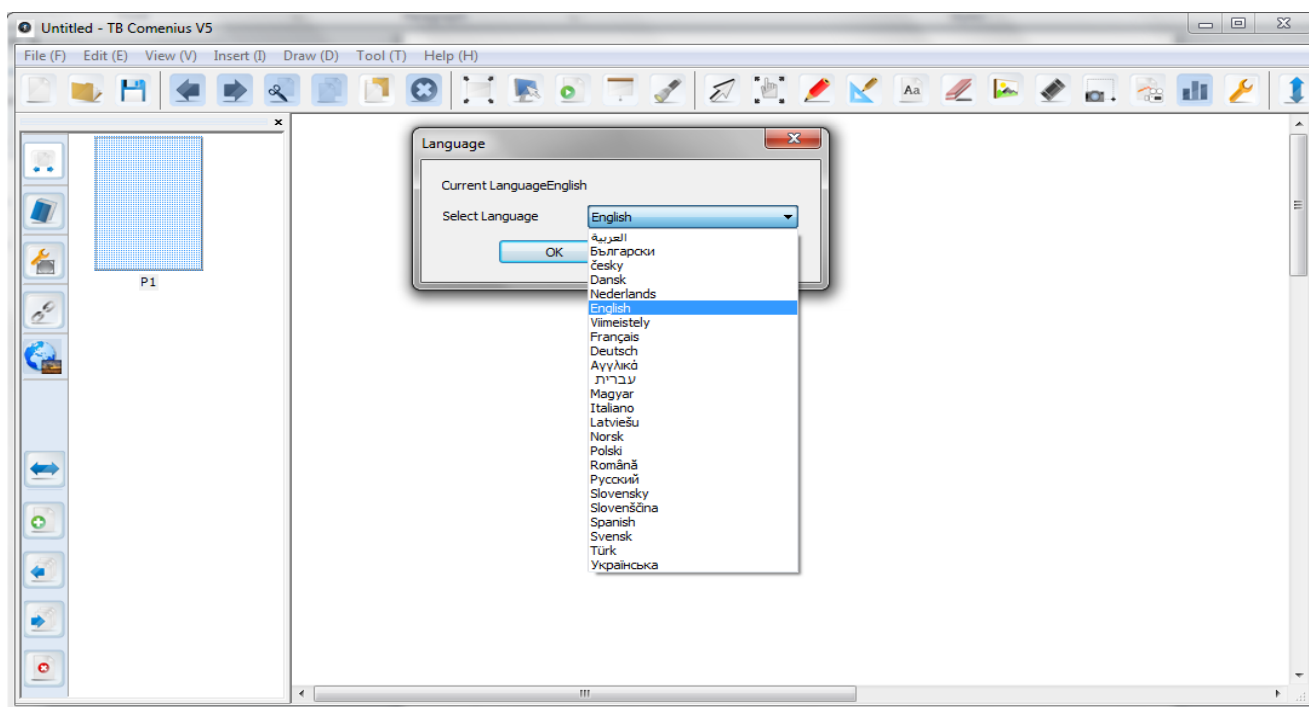 Untitled - TB Comenius V5
File (F) Edit (E) View (V) Insert (I) Draw (D) Tool (T) Help (H)
Aa
Language
Current LanguageEnglish
Select Language English
OK
العربية
Български
česky
Dansk
Nederlands
English
Viimeistely
Français
Deutsch
Αγγλικά
עברית
Magyar
Italiano
Latviešu
Norsk
Polski
Română
Русский
Slovensky
Slovenščina
Spanish
Svensk
Türk
Українська
P1